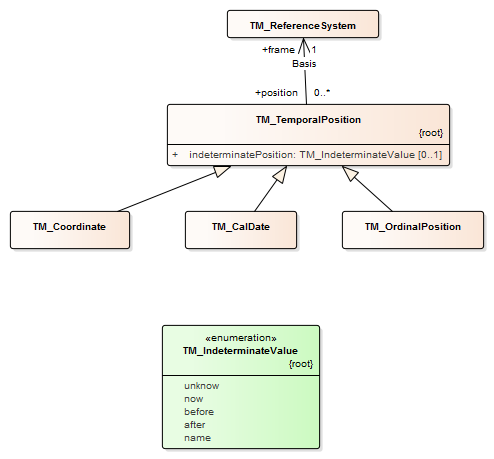 TM_ReferenceSystem
+frame 1
Basis
+position 0..*
TM_TemporalPosition
{root}
+ indeterminatePosition: TM_IndeterminateValue [0..1]
TM_Coordinate
TM_CalDate
TM_OrdinalPosition
«enumeration»
TM_IndeterminateValue
{root}
unknow
now
before
after
name